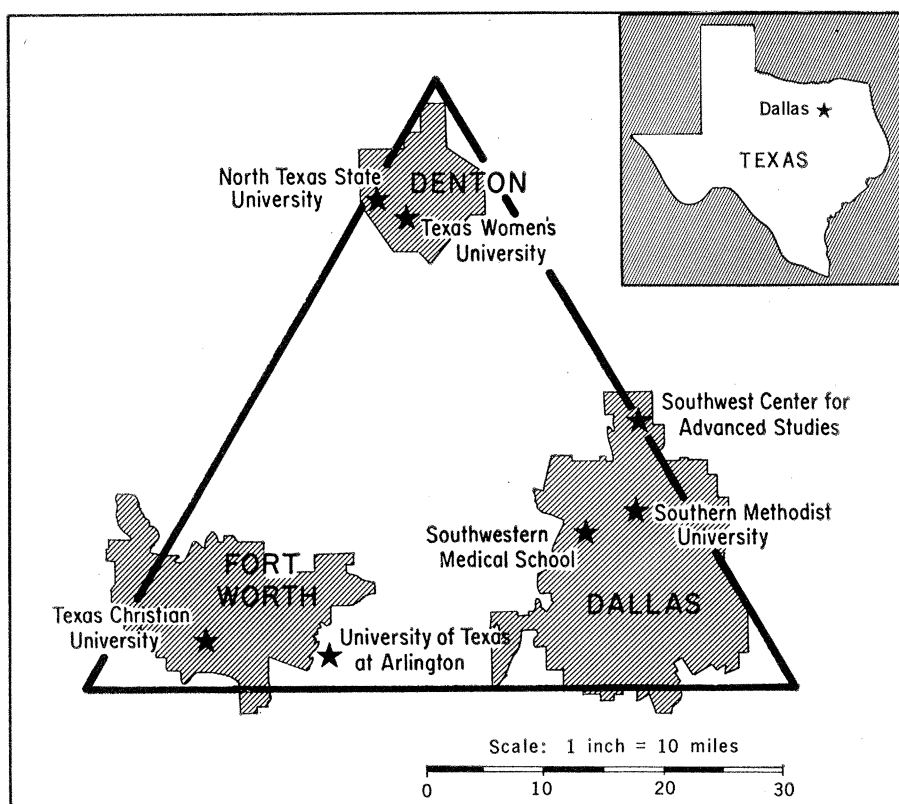 Dallas
TEXAS
North Texas State
University
DENTON
Texas Women's
University
Southwest Center for
Advanced Studies
Southern Methodist
University
Southwestern
Medical School
DALLAS
FORT
WORTH
Texas Christian
University
University of Texas
at Arlington
Scale: 1 inch = 10 miles
0 10 20 30